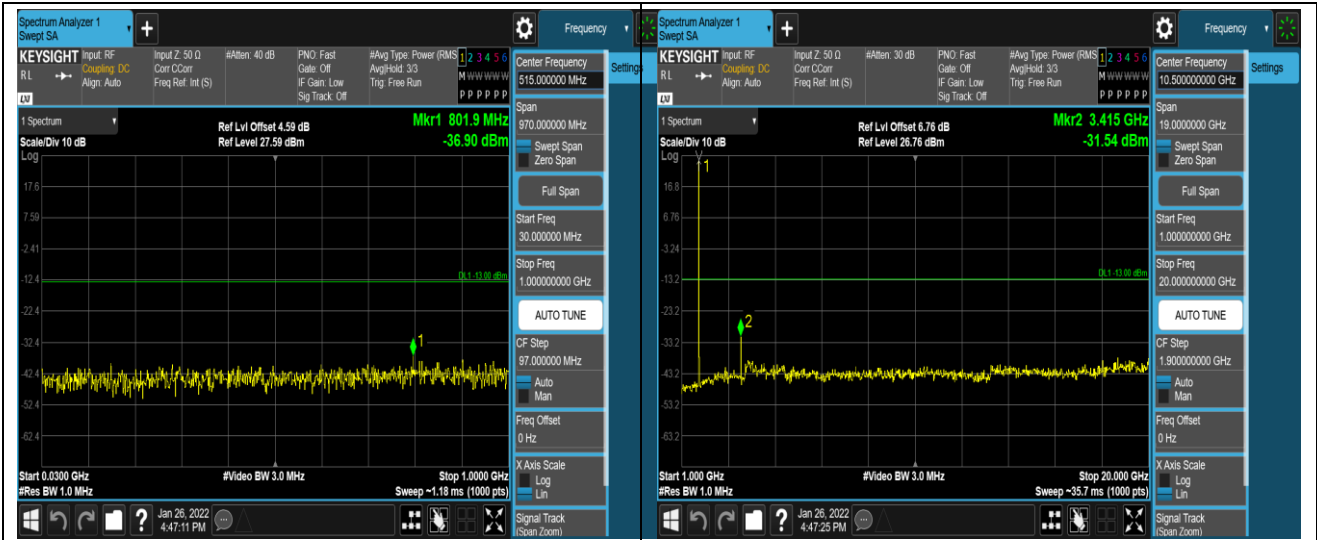 Spectrum Analyzer 1
Swept SA
+
Frequency
KEYSIGHT
Input: RF
Coupling: DC
Align: Auto
Input Z: 50 Ω
Corr CCorr
Freq Ref: Int (S)
#Atten: 40 dB
PNO: Fast
Gate: Off
IF Gain: Low
Sig Track: Off
#Avg Type: Power (RMS
Avg|Hold: 3/3
Trig: Free Run
1 2 3 4 5 6
M W W W W W
P P P P P P
RL
LXI
Center Frequency
515.000000 MHz
Settings
1 Spectrum
Scale/Div 10 dB
Log
Ref Lvl Offset 4.59 dB
Ref Level 27.59 dBm
Mkr1 801.9 MHz
-36.90 dBm
17.6
7.59
-2.41
-12.4
-22.4
-32.4
-42.4
-52.4
-62.4
DL1 -13.00 dBm
1
Start 0.0300 GHz
#Res BW 1.0 MHz
#Video BW 3.0 MHz
Stop 1.0000 GHz
Sweep ~1.18 ms (1000 pts)
Span
970.000000 MHz
Swept Span
Zero Span
Full Span
Start Freq
30.000000 MHz
Stop Freq
1.000000000 GHz
AUTO TUNE
CF Step
97.000000 MHz
Auto
Man
Freq Offset
0 Hz
X Axis Scale
Log
Lin
Signal Track
(Span Zoom)
?
Jan 26, 2022
4:47:11 PM
Spectrum Analyzer 1
Swept SA
+
Frequency
KEYSIGHT
Input: RF
Coupling: DC
Align: Auto
Input Z: 50 Ω
Corr CCorr
Freq Ref: Int (S)
#Atten: 30 dB
PNO: Fast
Gate: Off
IF Gain: Low
Sig Track: Off
#Avg Type: Power (RMS
Avg|Hold: 3/3
Trig: Free Run
1 2 3 4 5 6
M W W W W W
P P P P P P
RL
LXI
Center Frequency
10.500000000 GHz
Settings
1 Spectrum
Scale/Div 10 dB
Log
Ref Lvl Offset 6.76 dB
Ref Level 26.76 dBm
Mkr2 3.415 GHz
-31.54 dBm
16.8
6.76
-3.24
-13.2
-23.2
-33.2
-43.2
-53.2
-63.2
DL1 -13.00 dBm
1
2
Start 1.000 GHz
#Res BW 1.0 MHz
#Video BW 3.0 MHz
Stop 20.000 GHz
Sweep ~35.7 ms (1000 pts)
Span
19.0000000 GHz
Swept Span
Zero Span
Full Span
Start Freq
1.000000000 GHz
Stop Freq
20.000000000 GHz
AUTO TUNE
CF Step
1.900000000 GHz
Auto
Man
Freq Offset
0 Hz
X Axis Scale
Log
Lin
Signal Track
(Span Zoom)
?
Jan 26, 2022
4:47:25 PM